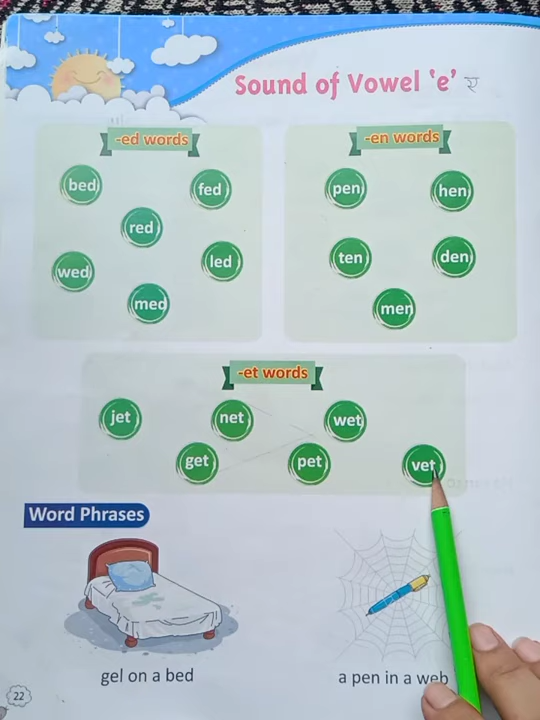 Sound of Vowel ‘e’ ए
-ed words
bed
fed
red
wed
led
med
-en words
pen
hen
ten
den
men
-et words
jet
net
wet
get
pet
vet
Word Phrases
gel on a bed
a pen in a web
22